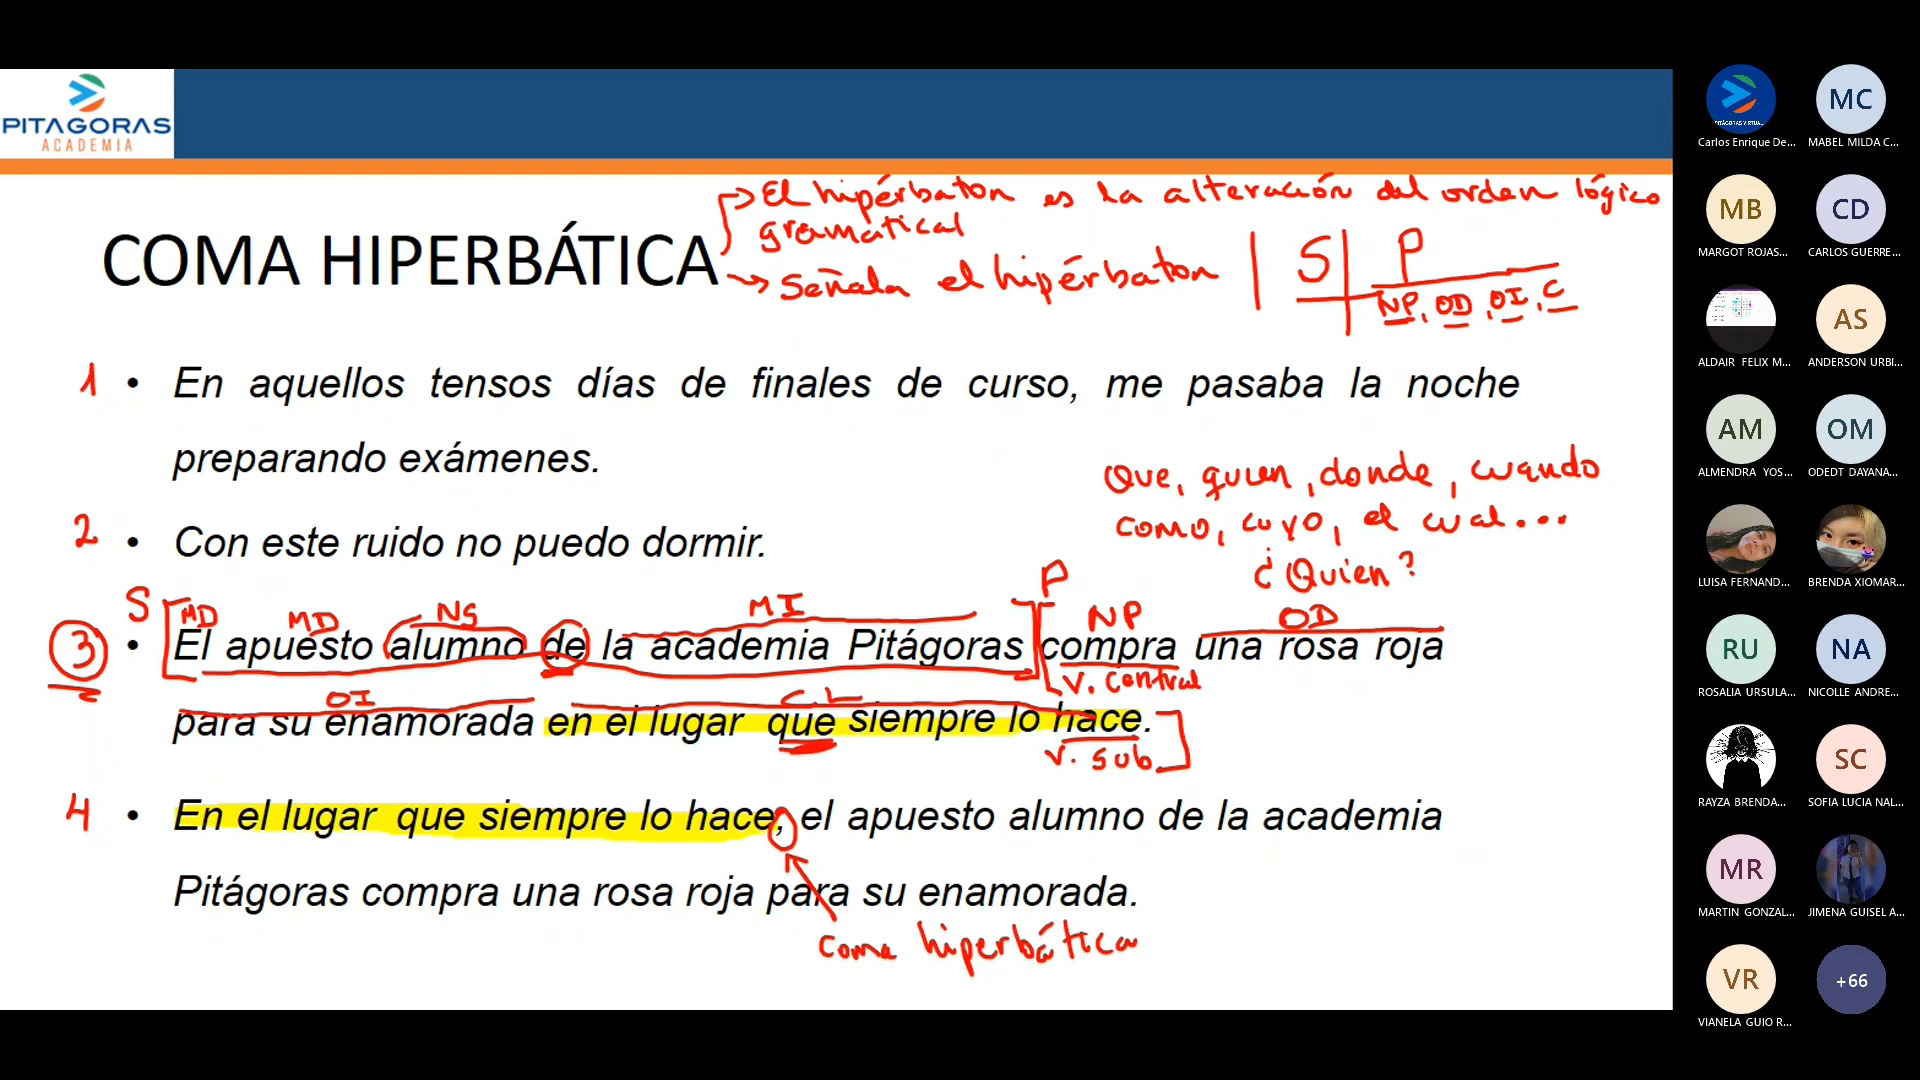 PITAGORAS
ACADEMIA
El hipérbaton es la alteración del orden lógico
gramatical
COMA HIPERBÁTICA
Señala el hipérbaton
S P
NP, OD, OI, C
1 • En aquellos tensos días de finales de curso, me pasaba la noche
preparando exámenes.
Que, quien, donde, cuando
como, cuyo, el cual...
¿Quien?
2 • Con este ruido no puedo dormir.
S MD MD NS MI P NP OD
3 • El apuesto alumno de la academia Pitágoras compra una rosa roja
V. Central
OI C.L
para su enamorada en el lugar que siempre lo hace.
V. Sub
4 • En el lugar que siempre lo hace, el apuesto alumno de la academia
Pitágoras compra una rosa roja para su enamorada.
Coma hiperbática
PITÁGORAS VIRTUAL
MC
Carlos Enrique De...
MABEL MILDA C...
MB
CD
MARGOT ROJAS...
CARLOS GUERRE...
AS
ALDAIR FELIX M...
ANDERSON URBI...
AM
OM
ALMENDRA YOS...
ODEDT DAYANA...
LUISA FERNAND...
BRENDA XIOMAR...
RU
NA
ROSALIA URSULA...
NICOLLE ANDRE...
SC
RAYZA BRENDA...
SOFIA LUCIA NAL...
MR
MARTIN GONZAL...
JIMENA GUISEL A...
VR
+66
VIANELA GUIO R...